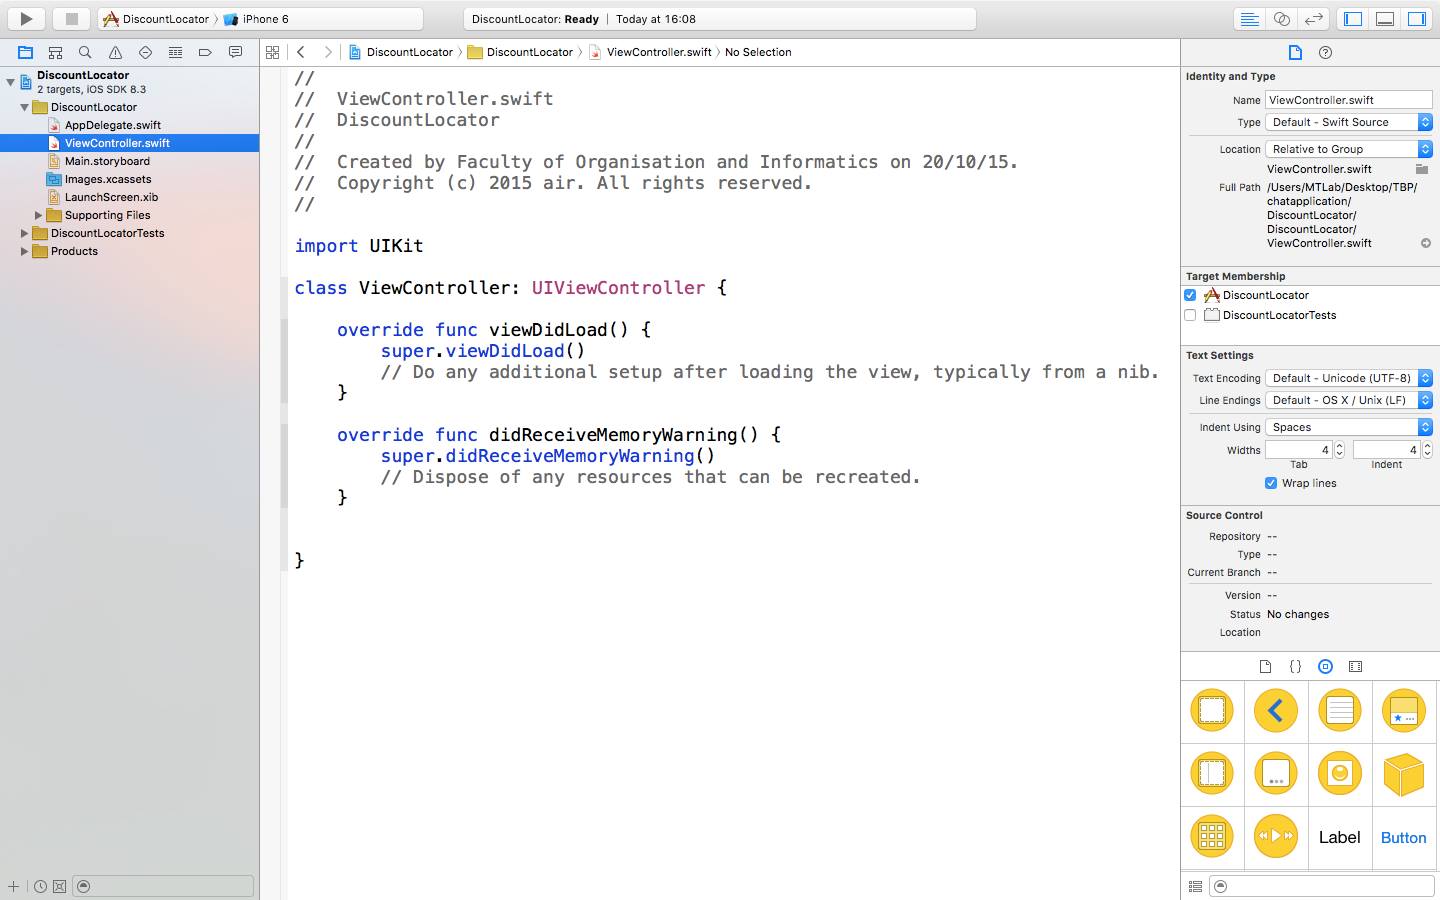 DiscountLocator
iPhone 6
DiscountLocator: Ready | Today at 16:08
DiscountLocator
DiscountLocator
ViewController.swift
No Selection
DiscountLocator
2 targets, iOS SDK 8.3
DiscountLocator
AppDelegate.swift
ViewController.swift
Main.storyboard
Images.xcassets
LaunchScreen.xib
Supporting Files
DiscountLocatorTests
Products
//
//  ViewController.swift
//  DiscountLocator
//
//  Created by Faculty of Organisation and Informatics on 20/10/15.
//  Copyright (c) 2015 air. All rights reserved.
//
import UIKit
class ViewController: UIViewController {
    override func viewDidLoad() {
        super.viewDidLoad()
        // Do any additional setup after loading the view, typically from a nib.
    }
    override func didReceiveMemoryWarning() {
        super.didReceiveMemoryWarning()
        // Dispose of any resources that can be recreated.
    }
}
Identity and Type
Name ViewController.swift
Type Default - Swift Source
Location Relative to Group
ViewController.swift
Full Path /Users/MTLab/Desktop/TBP/
chatapplication/
DiscountLocator/
DiscountLocator/
ViewController.swift
Target Membership
DiscountLocator
DiscountLocatorTests
Text Settings
Text Encoding Default - Unicode (UTF-8)
Line Endings Default - OS X / Unix (LF)
Indent Using Spaces
Widths 4 4
Tab Indent
Wrap lines
Source Control
Repository --
Type --
Current Branch --
Version --
Status No changes
Location
{}
Label
Button